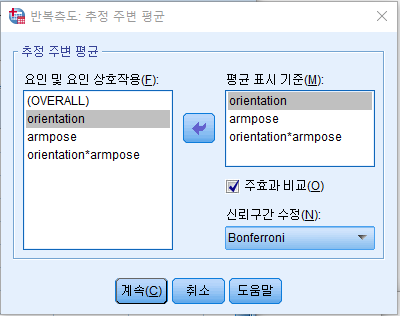 반복측도: 추정 주변 평균
추정 주변 평균
요인 및 요인 상호작용(F):
(OVERALL)
orientation
armpose
orientation*armpose
평균 표시 기준(M):
orientation
armpose
orientation*armpose
주효과 비교(O)
신뢰구간 수정(N):
Bonferroni
계속(C)
취소
도움말